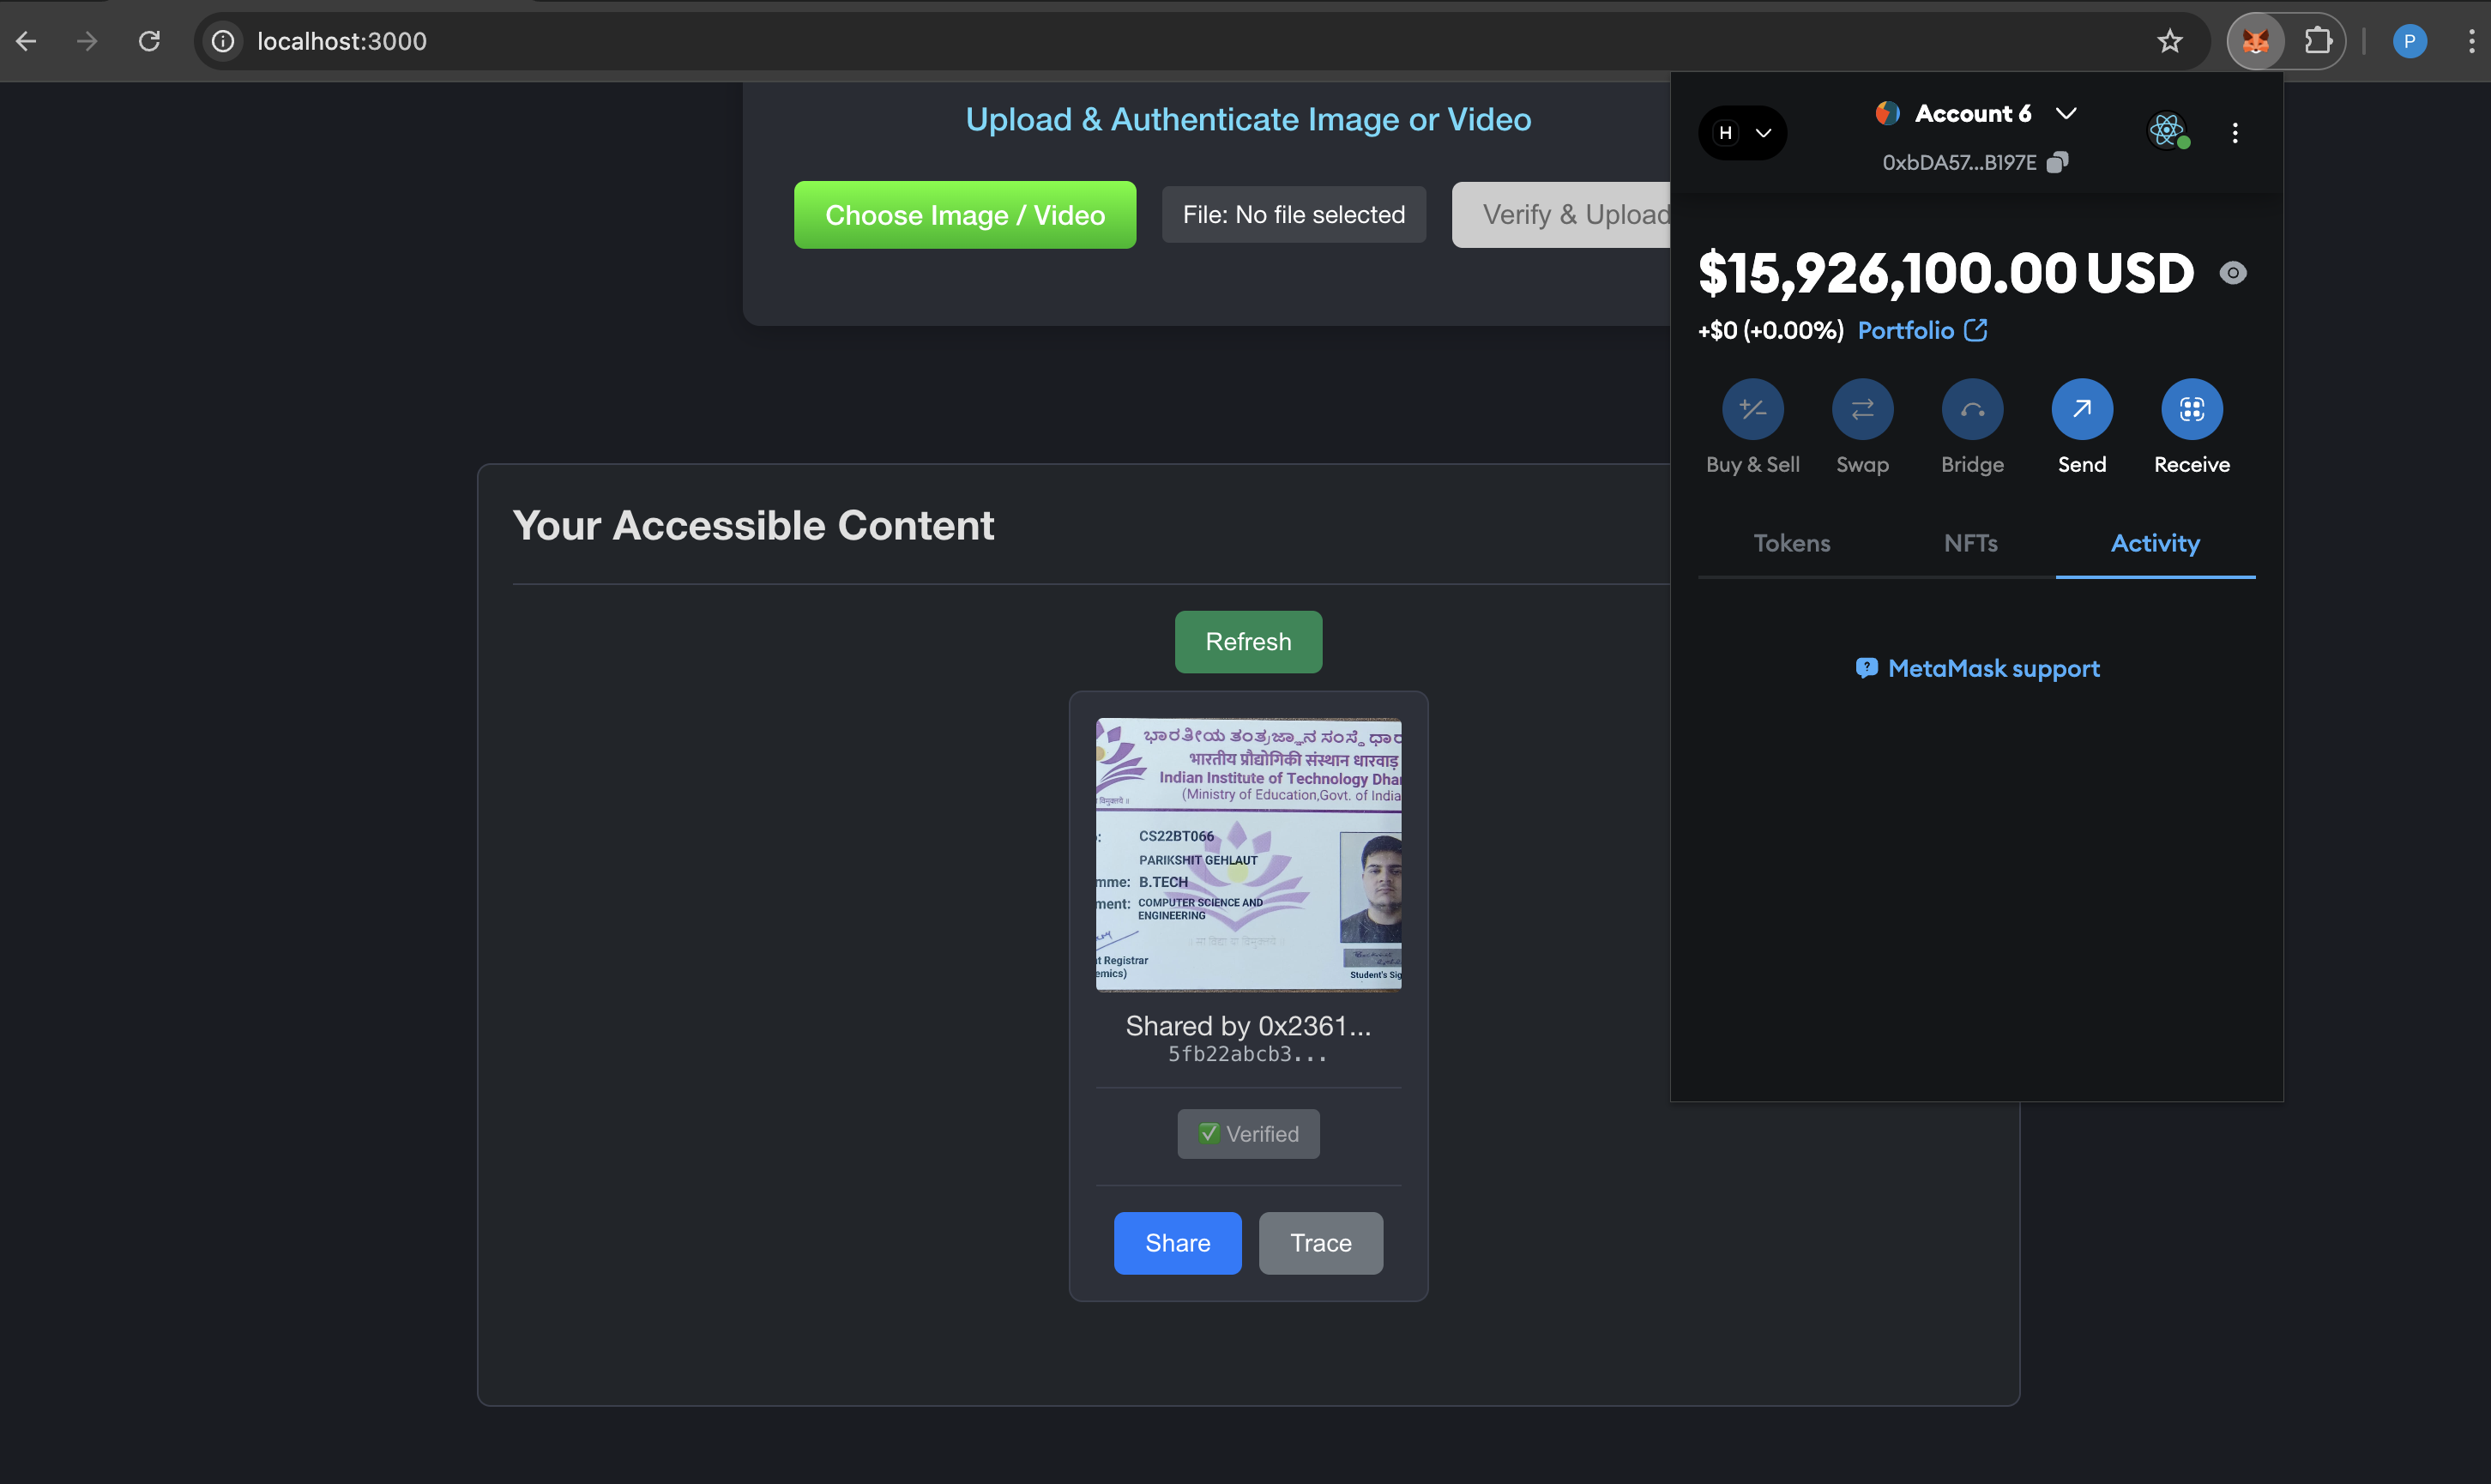 localhost:3000
P
Upload & Authenticate Image or Video
Choose Image / Video
File: No file selected
Verify & Upload
Your Accessible Content
Refresh
ಭಾರತೀಯ ತಂತ್ರಜ್ಞಾನ ಸಂಸ್ಥೆ ಧಾರ
भारतीय प्रौद्योगिकी संस्थान धारवाड़
Indian Institute of Technology Dhar
(Ministry of Education,Govt. of India
CS22BT066
PARIKSHIT GEHLAUT
mme: B.TECH
ment: COMPUTER SCIENCE AND
ENGINEERING
॥ सा विद्या या विमुक्तये ॥
t Registrar
emics)
Student's Sig
Shared by 0x2361...
5fb22abcb3...
✅ Verified
Share
Trace
H
Account 6
0xbDA57...B197E
$15,926,100.00 USD
+$0 (+0.00%) Portfolio
Buy & Sell
Swap
Bridge
Send
Receive
Tokens
NFTs
Activity
MetaMask support